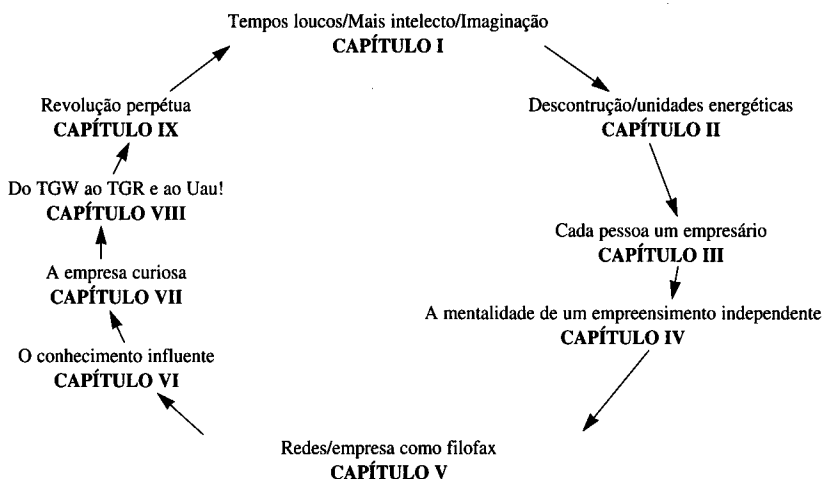 Tempos loucos/Mais intelecto/Imaginação
CAPÍTULO I
Descontrução/unidades energéticas
CAPÍTULO II
Cada pessoa um empresário
CAPÍTULO III
A mentalidade de um empreensimento independente
CAPÍTULO IV
Redes/empresa como filofax
CAPÍTULO V
O conhecimento influente
CAPÍTULO VI
A empresa curiosa
CAPÍTULO VII
Do TGW ao TGR e ao Uau!
CAPÍTULO VIII
Revolução perpétua
CAPÍTULO IX